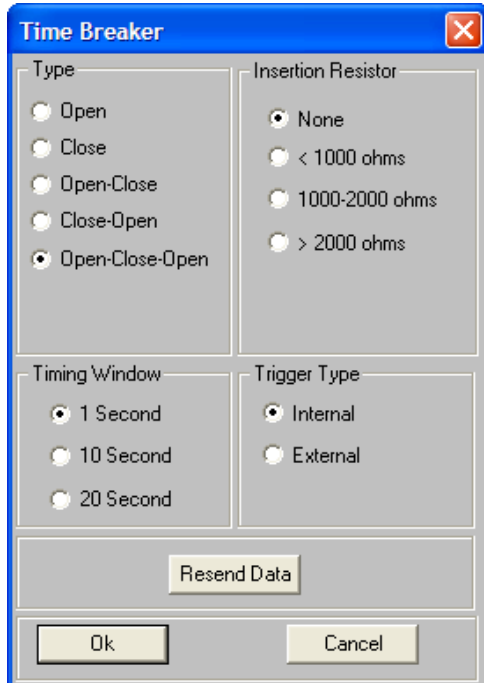 Time Breaker
Type
Open
Close
Open-Close
Close-Open
Open-Close-Open
Insertion Resistor
None
< 1000 ohms
1000-2000 ohms
> 2000 ohms
Timing Window
1 Second
10 Second
20 Second
Trigger Type
Internal
External
Resend Data
Ok
Cancel